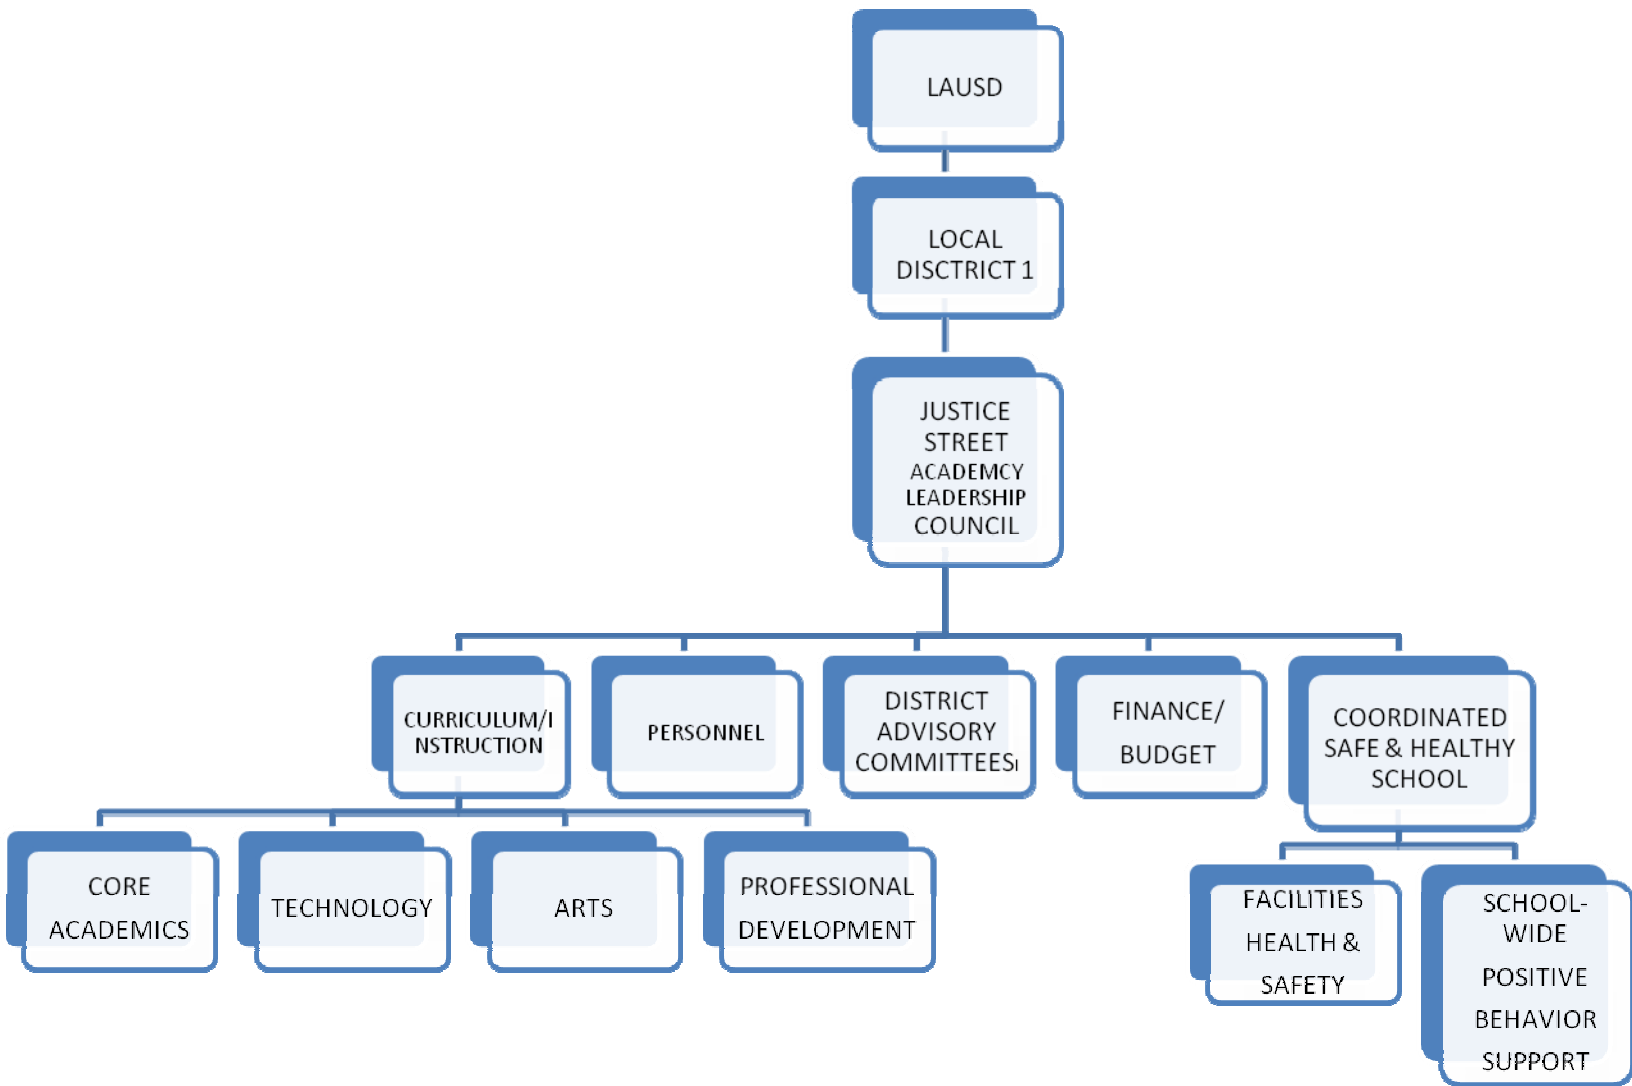 LAUSD
LOCAL
DISCTRICT 1
JUSTICE
STREET
ACADEMCY
LEADERSHIP
COUNCIL
CURRICULUM/I
NSTRUCTION
PERSONNEL
DISTRICT
ADVISORY
COMMITTEES
FINANCE/
BUDGET
COORDINATED
SAFE & HEALTHY
SCHOOL
CORE
ACADEMICS
TECHNOLOGY
ARTS
PROFESSIONAL
DEVELOPMENT
FACILITIES
HEALTH &
SAFETY
SCHOOL-
WIDE
POSITIVE
BEHAVIOR
SUPPORT